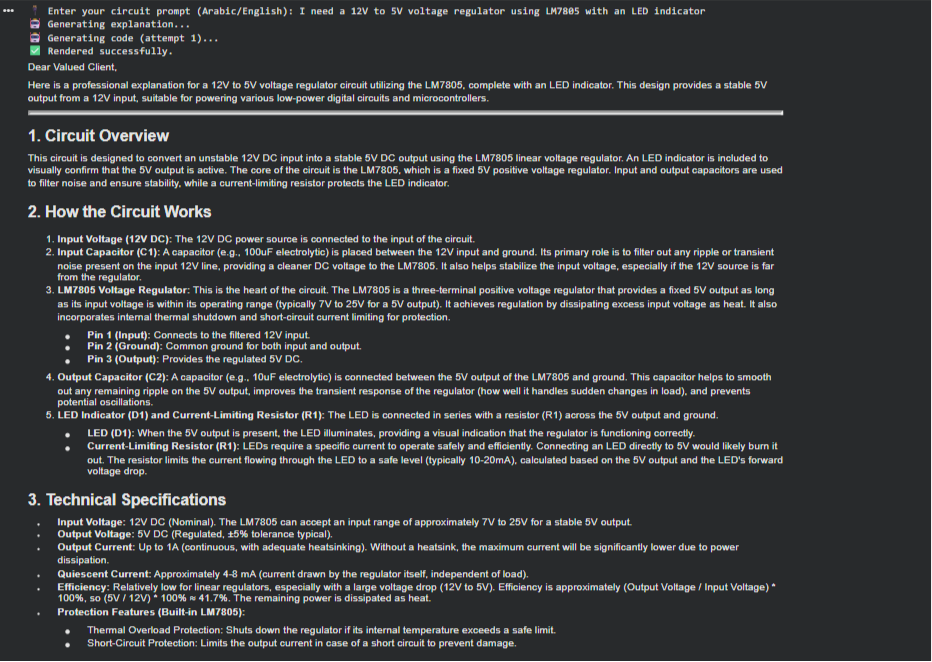 Enter your circuit prompt (Arabic/English): I need a 12V to 5V voltage regulator using LM7805 with an LED indicator
Generating explanation...
Generating code (attempt 1)...
Rendered successfully.
Dear Valued Client,
Here is a professional explanation for a 12V to 5V voltage regulator circuit utilizing the LM7805, complete with an LED indicator. This design provides a stable 5V
output from a 12V input, suitable for powering various low-power digital circuits and microcontrollers.
1. Circuit Overview
This circuit is designed to convert an unstable 12V DC input into a stable 5V DC output using the LM7805 linear voltage regulator. An LED indicator is included to
visually confirm that the 5V output is active. The core of the circuit is the LM7805, which is a fixed 5V positive voltage regulator. Input and output capacitors are used
to filter noise and ensure stability, while a current-limiting resistor protects the LED indicator.
2. How the Circuit Works
1. Input Voltage (12V DC): The 12V DC power source is connected to the input of the circuit.
2. Input Capacitor (C1): A capacitor (e.g., 100uF electrolytic) is placed between the 12V input and ground. Its primary role is to filter out any ripple or transient
noise present on the input 12V line, providing a cleaner DC voltage to the LM7805. It also helps stabilize the input voltage, especially if the 12V source is far
from the regulator.
3. LM7805 Voltage Regulator: This is the heart of the circuit. The LM7805 is a three-terminal positive voltage regulator that provides a fixed 5V output as long
as its input voltage is within its operating range (typically 7V to 25V for a 5V output). It achieves regulation by dissipating excess input voltage as heat. It also
incorporates internal thermal shutdown and short-circuit current limiting for protection.
• Pin 1 (Input): Connects to the filtered 12V input.
• Pin 2 (Ground): Common ground for both input and output.
• Pin 3 (Output): Provides the regulated 5V DC.
4. Output Capacitor (C2): A capacitor (e.g., 10uF electrolytic) is connected between the 5V output of the LM7805 and ground. This capacitor helps to smooth
out any remaining ripple on the 5V output, improves the transient response of the regulator (how well it handles sudden changes in load), and prevents
potential oscillations.
5. LED Indicator (D1) and Current-Limiting Resistor (R1): The LED is connected in series with a resistor (R1) across the 5V output and ground.
• LED (D1): When the 5V output is present, the LED illuminates, providing a visual indication that the regulator is functioning correctly.
• Current-Limiting Resistor (R1): LEDs require a specific current to operate safely and efficiently. Connecting an LED directly to 5V would likely burn it
out. The resistor limits the current flowing through the LED to a safe level (typically 10-20mA), calculated based on the 5V output and the LED's forward
voltage drop.
3. Technical Specifications
• Input Voltage: 12V DC (Nominal). The LM7805 can accept an input range of approximately 7V to 25V for a stable 5V output.
• Output Voltage: 5V DC (Regulated, ±5% tolerance typical).
• Output Current: Up to 1A (continuous, with adequate heatsinking). Without a heatsink, the maximum current will be significantly lower due to power
dissipation.
• Quiescent Current: Approximately 4-8 mA (current drawn by the regulator itself, independent of load).
• Efficiency: Relatively low for linear regulators, especially with a large voltage drop (12V to 5V). Efficiency is approximately (Output Voltage / Input Voltage) *
100%, so (5V / 12V) * 100% ≈ 41.7%. The remaining power is dissipated as heat.
• Protection Features (Built-in LM7805):
• Thermal Overload Protection: Shuts down the regulator if its internal temperature exceeds a safe limit.
• Short-Circuit Protection: Limits the output current in case of a short circuit to prevent damage.